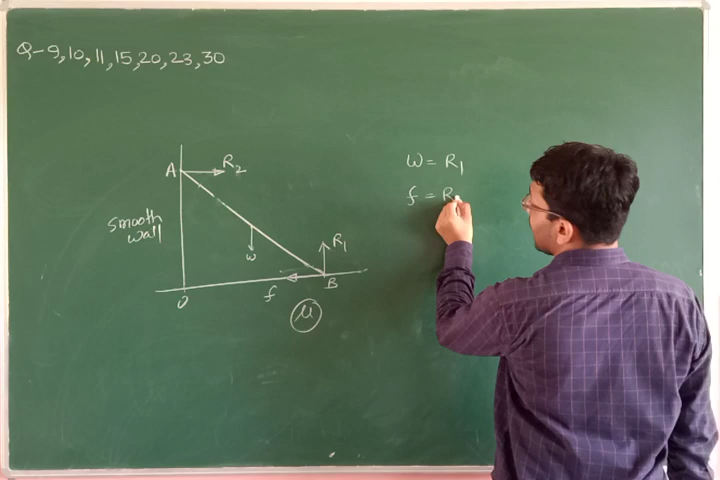 Q-9,10,11,15,20,23,30
A
R2
smooth
wall
w
R1
B
f
O
μ
w = R1
f = R